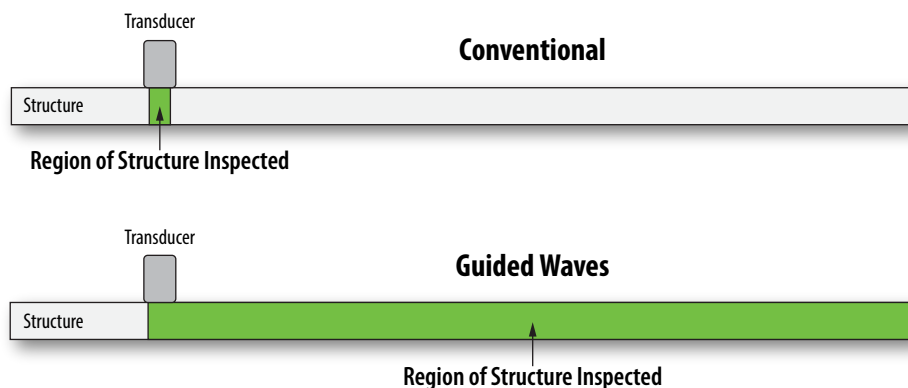 Transducer
Conventional
Structure
Region of Structure Inspected
Transducer
Guided Waves
Structure
Region of Structure Inspected